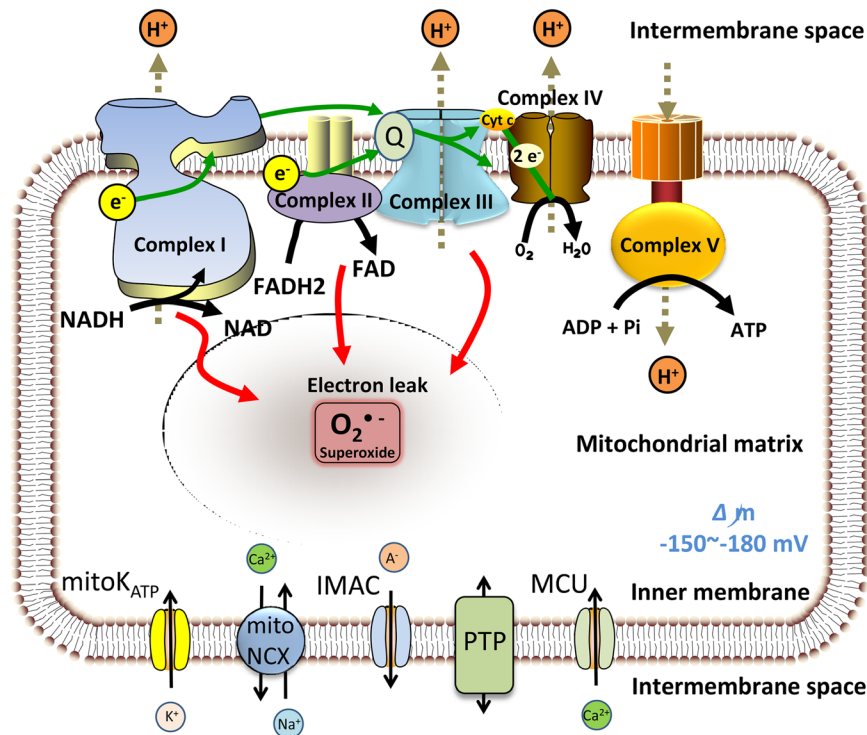 H⁺
H⁺
H⁺
Intermembrane space
Complex IV
Cyt c
Q
2 e⁻
e⁻
e⁻
Complex II
Complex III
Complex I
Complex V
O₂
H₂O
FAD
FADH2
NADH
NAD
ADP + Pi
ATP
H⁺
Electron leak
O₂•⁻
Superoxide
Mitochondrial matrix
-150~-180 mV
Inner membrane
mitoK_ATP
Ca²⁺
IMAC
A⁻
MCU
mito
NCX
PTP
Intermembrane space
K⁺
Na⁺
Ca²⁺